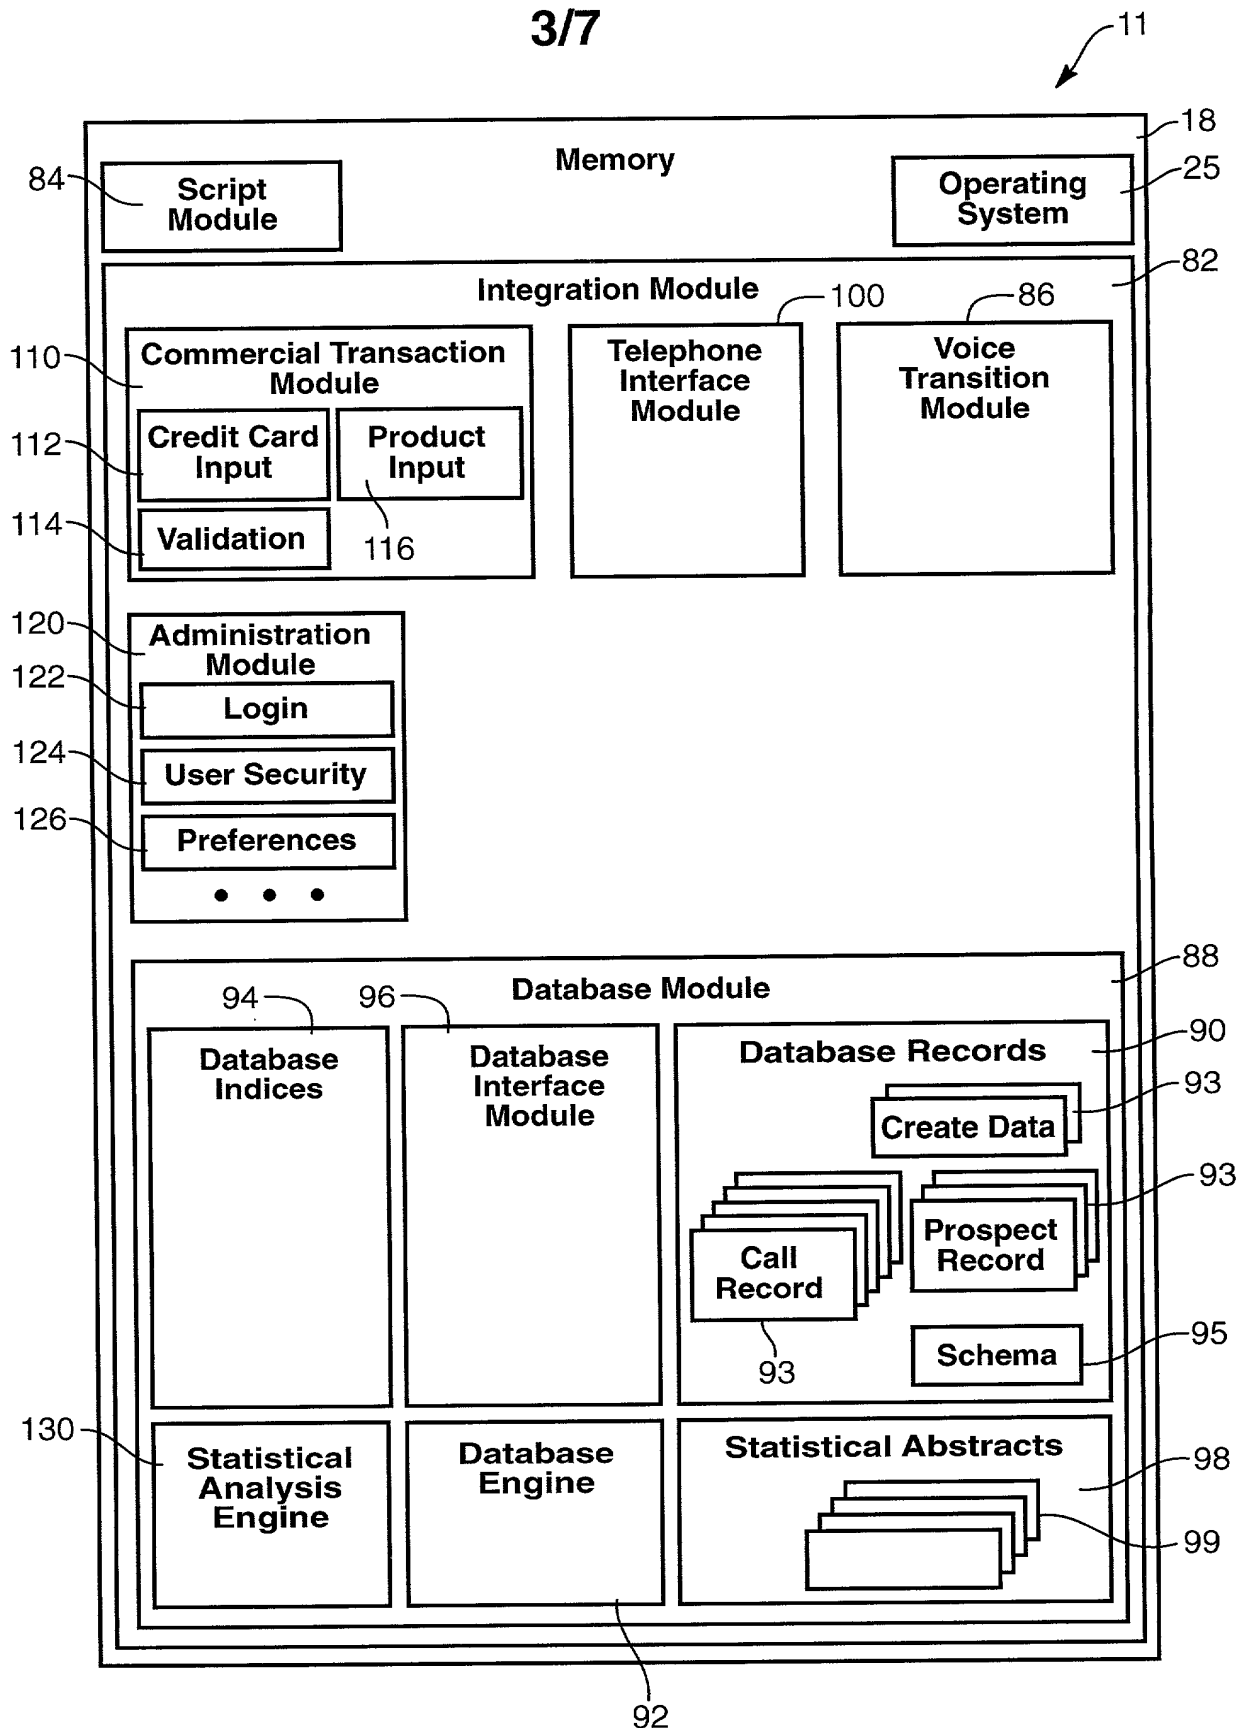 3/7
11
18
Memory
84
Script
Module
25
Operating
System
82
Integration Module
100
86
110
Commercial Transaction
Module
Telephone
Interface
Module
Voice
Transition
Module
112
Credit Card
Input
Product
Input
114
Validation
116
120
Administration
Module
122
Login
124
User Security
126
Preferences
• • •
88
Database Module
94
96
90
Database
Indices
Database
Interface
Module
Database Records
93
Create Data
93
Prospect
Record
Call
Record
93
95
Schema
130
Statistical
Analysis
Engine
Database
Engine
Statistical Abstracts
98
99
92